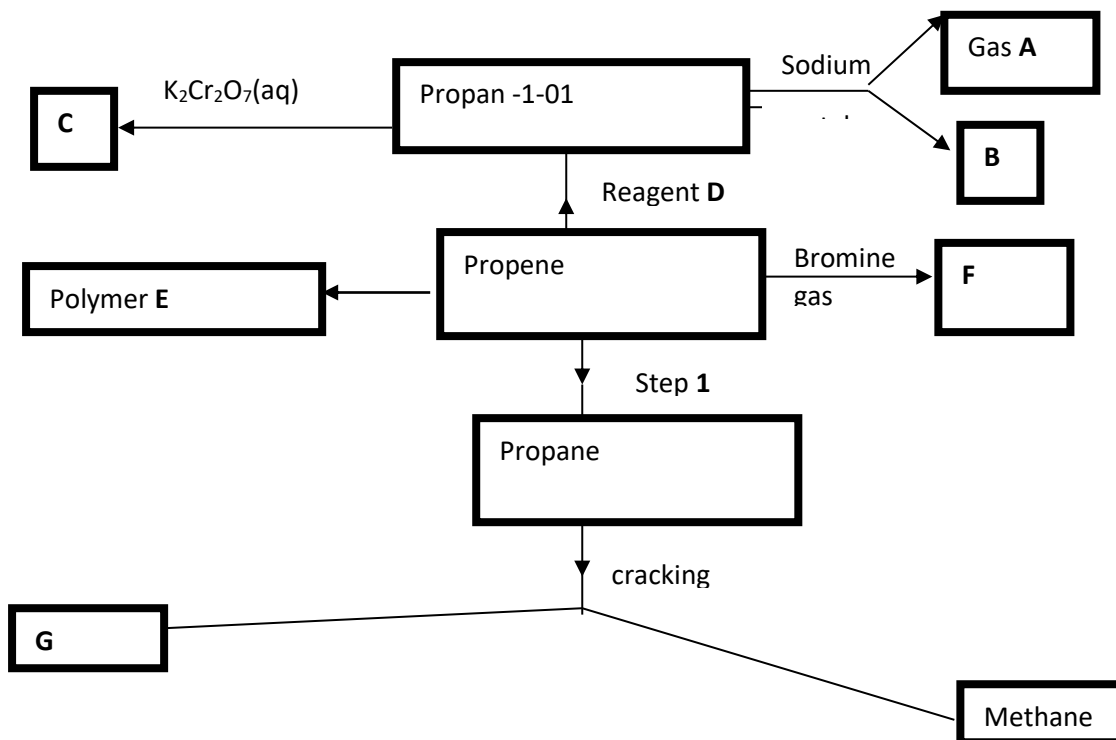 Gas A
Sodium
K₂Cr₂O₇(aq)
Propan -1-01
C
B
Reagent D
Propene
Bromine
gas
F
Polymer E
Step 1
Propane
cracking
G
Methane